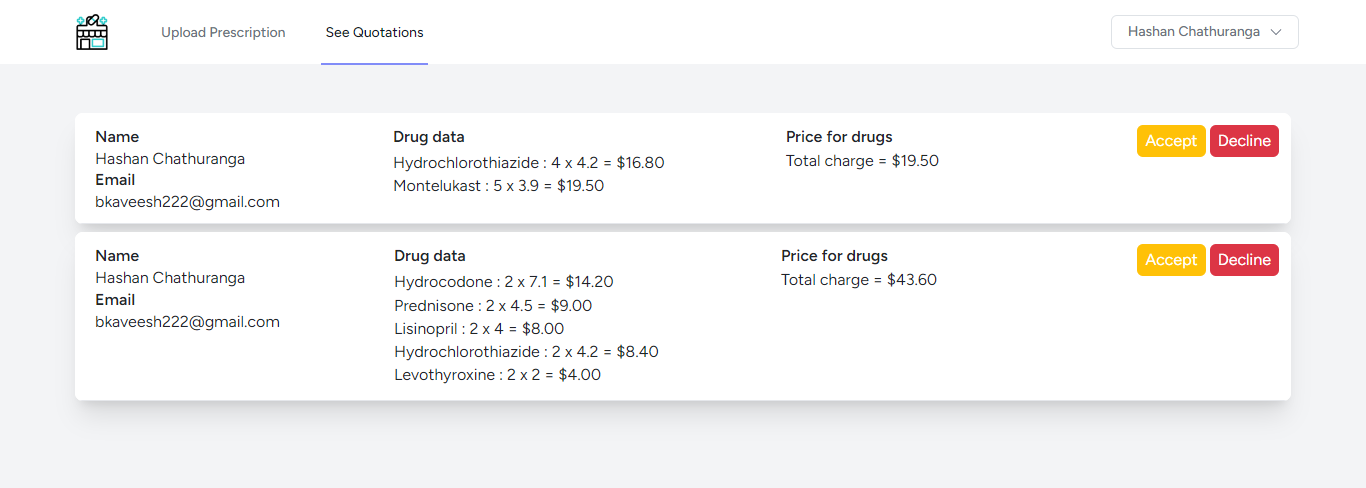 Upload Prescription
See Quotations
Hashan Chathuranga
Name
Hashan Chathuranga
Email
bkaveesh222@gmail.com
Drug data
Hydrochlorothiazide : 4 x 4.2 = $16.80
Montelukast : 5 x 3.9 = $19.50
Price for drugs
Total charge = $19.50
Accept
Decline
Name
Hashan Chathuranga
Email
bkaveesh222@gmail.com
Drug data
Hydrocodone : 2 x 7.1 = $14.20
Prednisone : 2 x 4.5 = $9.00
Lisinopril : 2 x 4 = $8.00
Hydrochlorothiazide : 2 x 4.2 = $8.40
Levothyroxine : 2 x 2 = $4.00
Price for drugs
Total charge = $43.60
Accept
Decline